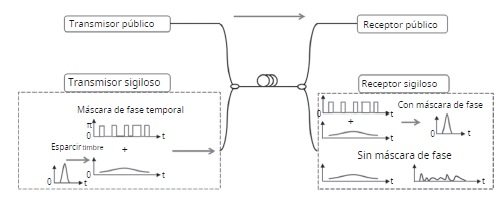 Transmisor público
Receptor público
Transmisor sigiloso
Receptor sigiloso
Máscara de fase temporal
π
0
t
Esparcir timbre
+
0
t
0
t
Con máscara de fase
0
t
+
t
0
t
Sin máscara de fase
t
t